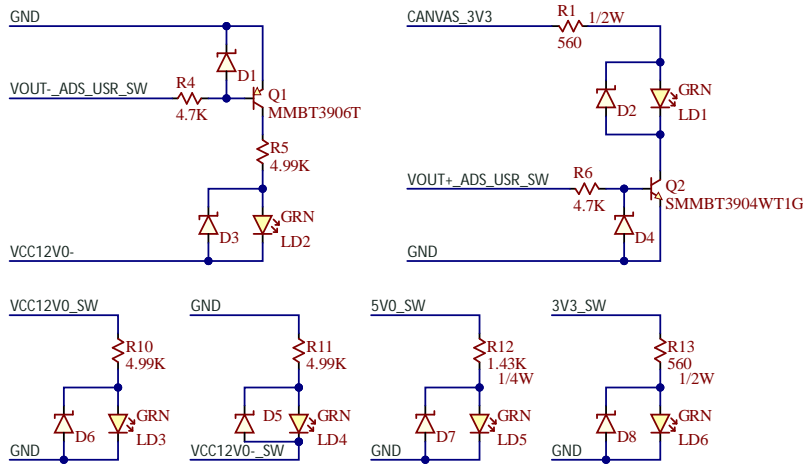 GND
VOUT-_ADS_USR_SW
R4
4.7K
D1
Q1
MMBT3906T
R5
4.99K
D3
GRN
LD2
VCC12V0-
CANVAS_3V3
R1
1/2W
560
D2
GRN
LD1
VOUT+_ADS_USR_SW
R6
4.7K
Q2
SMMBT3904WT1G
D4
GND
VCC12V0_SW
R10
4.99K
D6
GRN
LD3
GND
GND
R11
4.99K
D5
GRN
LD4
VCC12V0-_SW
5V0_SW
R12
1.43K
1/4W
D7
GRN
LD5
GND
3V3_SW
R13
560
1/2W
D8
GRN
LD6
GND